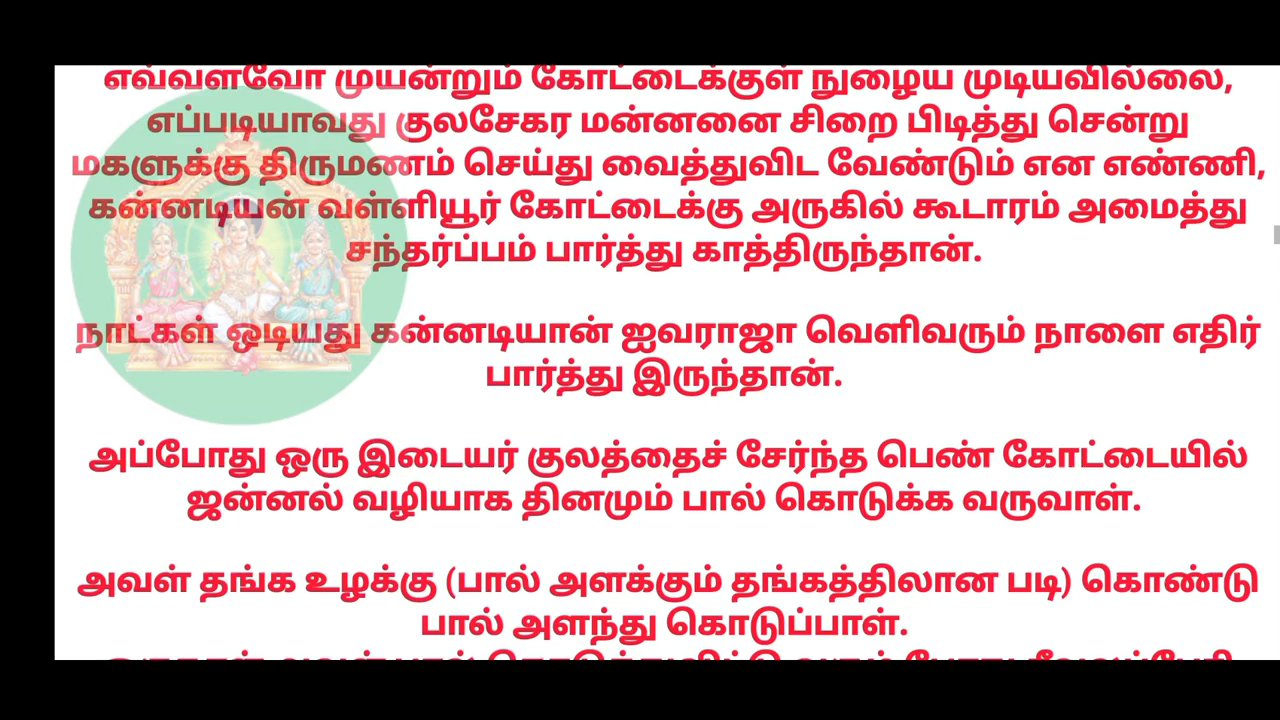 எவ்வளவோ முயன்றும் கோட்டைக்குள் நுழைய முடியவில்லை,
எப்படியாவது குலசேகர மன்னனை சிறை பிடித்து சென்று
மகளுக்கு திருமணம் செய்து வைத்துவிட வேண்டும் என எண்ணி,
கன்னடியன் வள்ளியூர் கோட்டைக்கு அருகில் கூடாரம் அமைத்து
சந்தர்ப்பம் பார்த்து காத்திருந்தான்.
நாட்கள் ஒடியது கன்னடியான் ஐவராஜா வெளிவரும் நாளை எதிர்
பார்த்து இருந்தான்.
அப்போது ஒரு இடையர் குலத்தைச் சேர்ந்த பெண் கோட்டையில்
ஜன்னல் வழியாக தினமும் பால் கொடுக்க வருவாள்.
அவள் தங்க உழக்கு (பால் அளக்கும் தங்கத்திலான படி) கொண்டு
பால் அளந்து கொடுப்பாள்.